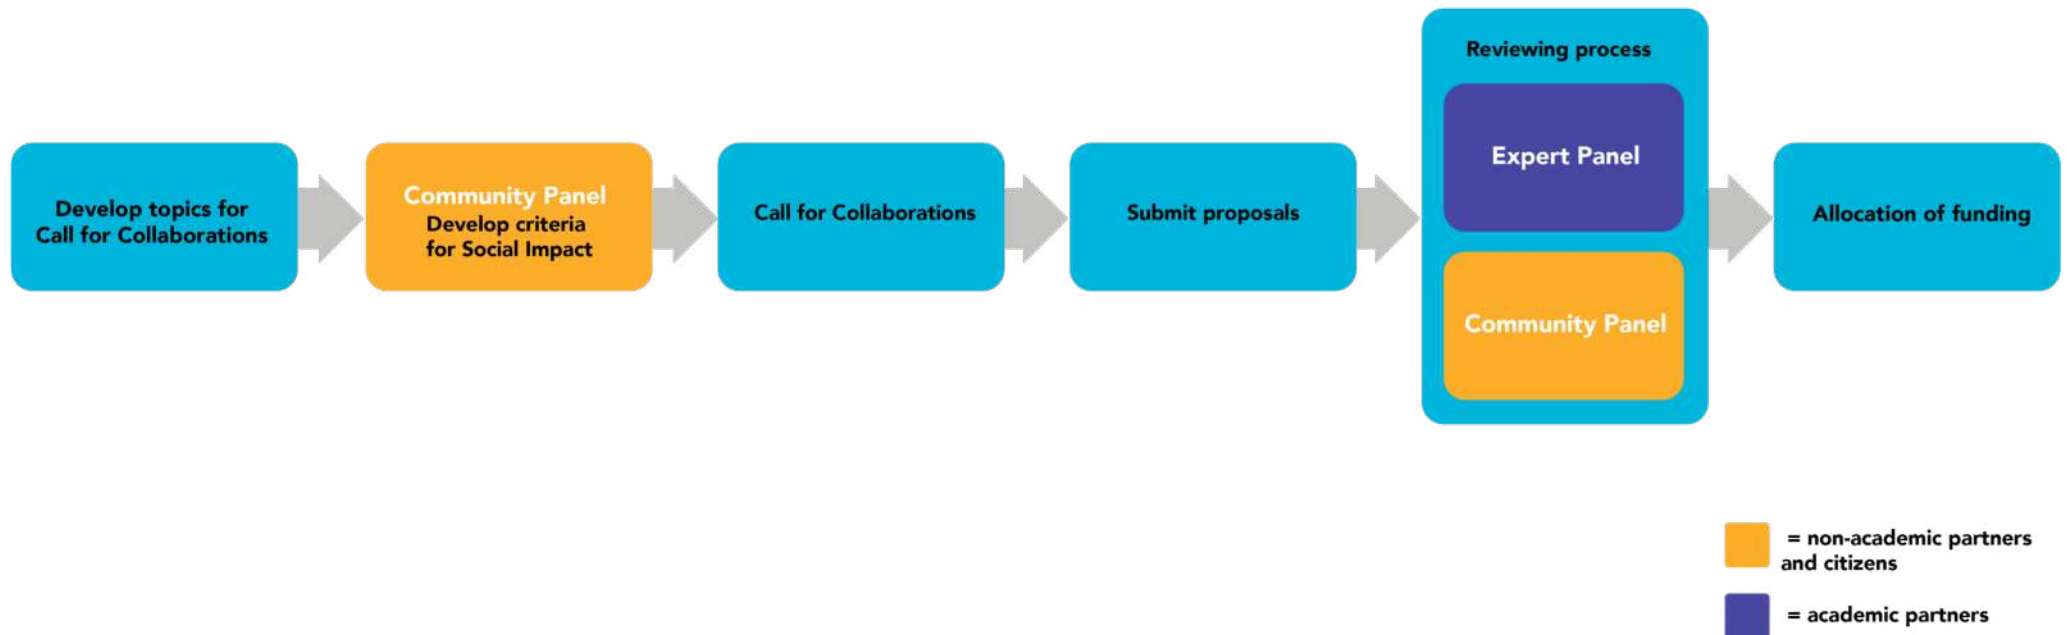 Develop topics for
Call for Collaborations
Community Panel
Develop criteria
for Social Impact
Call for Collaborations
Submit proposals
Reviewing process
Expert Panel
Community Panel
Allocation of funding
= non-academic partners
and citizens
= academic partners